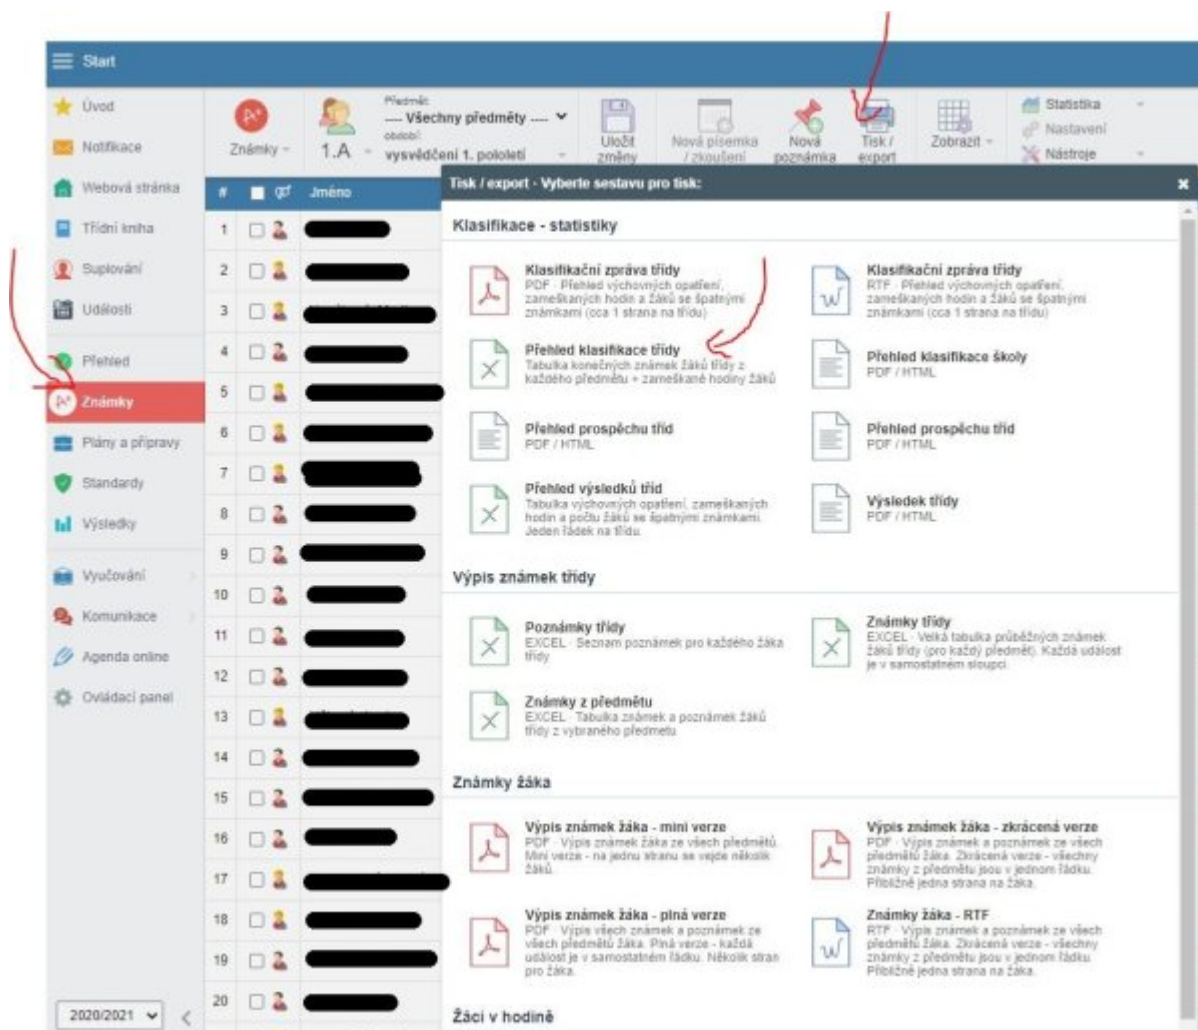 Start
Úvod
Notifikace
Webová stránka
Třídní kniha
Suplování
Události
Přehled
Známky
Plány a přípravy
Standardy
Výsledky
Vyučování
Komunikace
Agenda online
Ovládací panel
2020/2021
Známky
1.A
Předmět:
---- Všechny předměty ----
období:
vysvědčení 1. pololetí
Uložit
změny
Nová písemka
/ zkoušení
Nová
poznámka
Tisk /
export
Zobrazit
Statistika
Nastavení
Nástroje
# Jméno
1
2
3
4
5
6
7
8
9
10
11
12
13
14
15
16
17
18
19
20
Tisk / export - Vyberte sestavu pro tisk:
Klasifikace - statistiky
Klasifikační zpráva třídy
PDF · Přehled výchovných opatření,
zameškaných hodin a žáků se špatnými
známkami (cca 1 strana na třídu)
Klasifikační zpráva třídy
RTF · Přehled výchovných opatření,
zameškaných hodin a žáků se špatnými
známkami (cca 1 strana na třídu)
Přehled klasifikace třídy
Tabulka konečných známek žáků třídy z
každého předmětu + zameškané hodiny žáků
Přehled klasifikace školy
PDF / HTML
Přehled prospěchu tříd
PDF / HTML
Přehled prospěchu tříd
PDF / HTML
Přehled výsledků tříd
Tabulka výchovných opatření, zameškaných
hodin a počtu žáků se špatnými známkami.
Jeden řádek na třídu.
Výsledek třídy
PDF / HTML
Výpis známek třídy
Poznámky třídy
EXCEL · Seznam poznámek pro každého žáka
třídy
Známky třídy
EXCEL · Velká tabulka průběžných známek
žáků třídy (pro každý předmět). Každá událost
je v samostatném sloupci.
Známky z předmětu
EXCEL · Tabulka známek a poznámek žáků
třídy z vybraného předmetu
Známky žáka
Výpis známek žáka - mini verze
PDF · Výpis známek žáka ze všech předmětů.
Mini verze - na jednu stranu se vejde několik
žáků.
Výpis známek žáka - zkrácená verze
PDF · Výpis známek a poznámek ze všech
předmětů žáka. Zkrácená verze - všechny
známky z předmětu jsou v jednom řádku.
Přibližně jedna strana na žáka.
Výpis známek žáka - plná verze
PDF · Výpis všech známek a poznámek ze
všech předmětů žáka. Plná verze - každá
událost je v samostatném řádku. Několik stran
pro žáka.
Známky žáka - RTF
RTF · Výpis známek a poznámek ze všech
předmětů žáka. Zkrácená verze - všechny
známky z předmětu jsou v jednom řádku.
Přibližně jedna strana na žáka.
Žáci v hodině